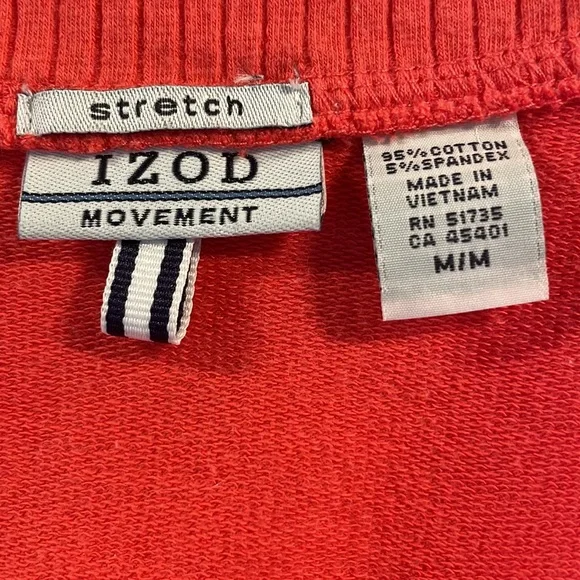 stretch
IZOD
MOVEMENT
95% COTTON
5% SPANDEX
MADE IN
VIETNAM
RN 51735
CA 45401
M/M